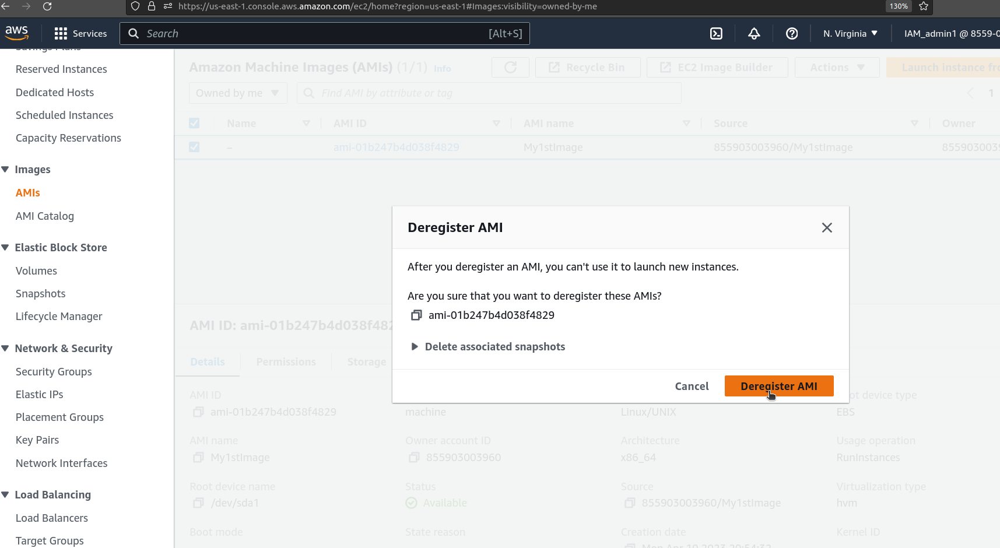 https://us-east-1.console.aws.amazon.com/ec2/home?region=us-east-1#Images:visibility=owned-by-me
130%
aws
Services
Search
[Alt+S]
N. Virginia
IAM_admin1 @ 8559-0
Savings Plans
Reserved Instances
Dedicated Hosts
Scheduled Instances
Capacity Reservations
Images
AMIs
AMI Catalog
Elastic Block Store
Volumes
Snapshots
Lifecycle Manager
Network & Security
Security Groups
Elastic IPs
Placement Groups
Key Pairs
Network Interfaces
Load Balancing
Load Balancers
Target Groups
Amazon Machine Images (AMIs) (1/1) Info
Recycle Bin
EC2 Image Builder
Actions
Launch instance fro
Owned by me
Find AMI by attribute or tag
1
Name
AMI ID
AMI name
Source
Owner
–
ami-01b247b4d038f4829
My1stImage
855903003960/My1stImage
8559030039
Deregister AMI
After you deregister an AMI, you can't use it to launch new instances.
Are you sure that you want to deregister these AMIs?
ami-01b247b4d038f4829
Delete associated snapshots
Cancel
Deregister AMI
AMI ID: ami-01b247b4d038f482
Details
Permissions
Storage
AMI ID
ami-01b247b4d038f4829
machine
Linux/UNIX
ot device type
EBS
AMI name
My1stImage
Owner account ID
855903003960
Architecture
x86_64
Usage operation
RunInstances
Root device name
/dev/sda1
Status
Available
Source
855903003960/My1stImage
Virtualization type
hvm
Boot mode
State reason
Creation date
Kernel ID